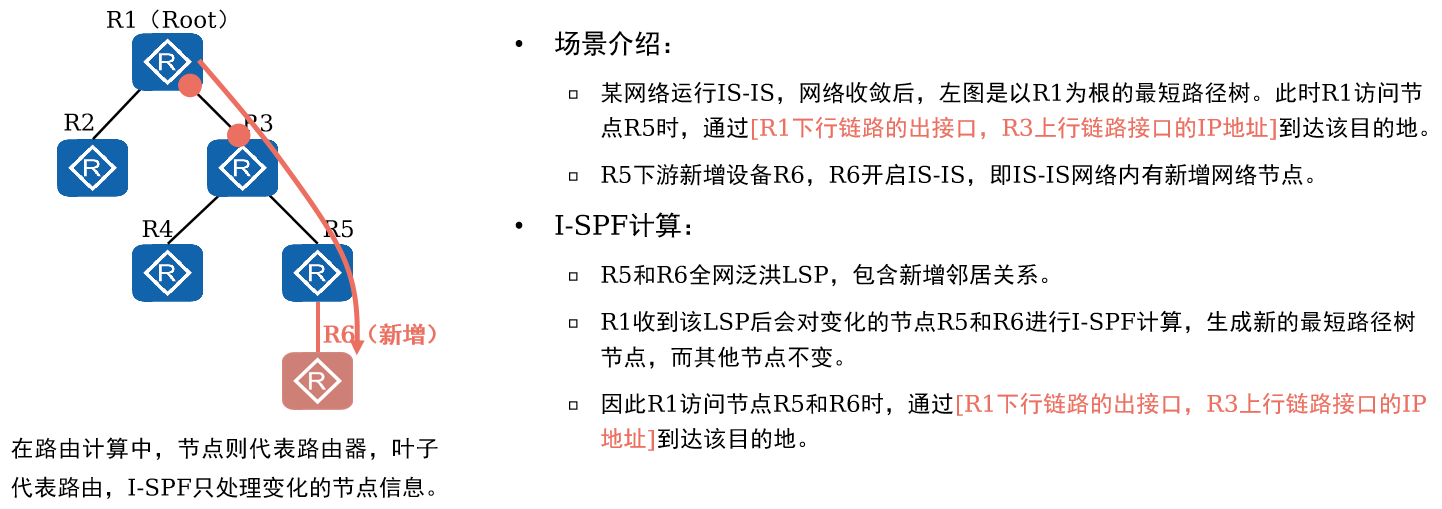 R1（Root）
R
R2
R3
R
R
R4
R5
R
R
R6（新增）
R
在路由计算中，节点则代表路由器，叶子
代表路由，I-SPF只处理变化的节点信息。
• 场景介绍：
▫ 某网络运行IS-IS，网络收敛后，左图是以R1为根的最短路径树。此时R1访问节
点R5时，通过[R1下行链路的出接口，R3上行链路接口的IP地址]到达该目的地。
▫ R5下游新增设备R6，R6开启IS-IS，即IS-IS网络内有新增网络节点。
• I-SPF计算：
▫ R5和R6全网泛洪LSP，包含新增邻居关系。
▫ R1收到该LSP后会对变化的节点R5和R6进行I-SPF计算，生成新的最短路径树
节点，而其他节点不变。
▫ 因此R1访问节点R5和R6时，通过[R1下行链路的出接口，R3上行链路接口的IP
地址]到达该目的地。